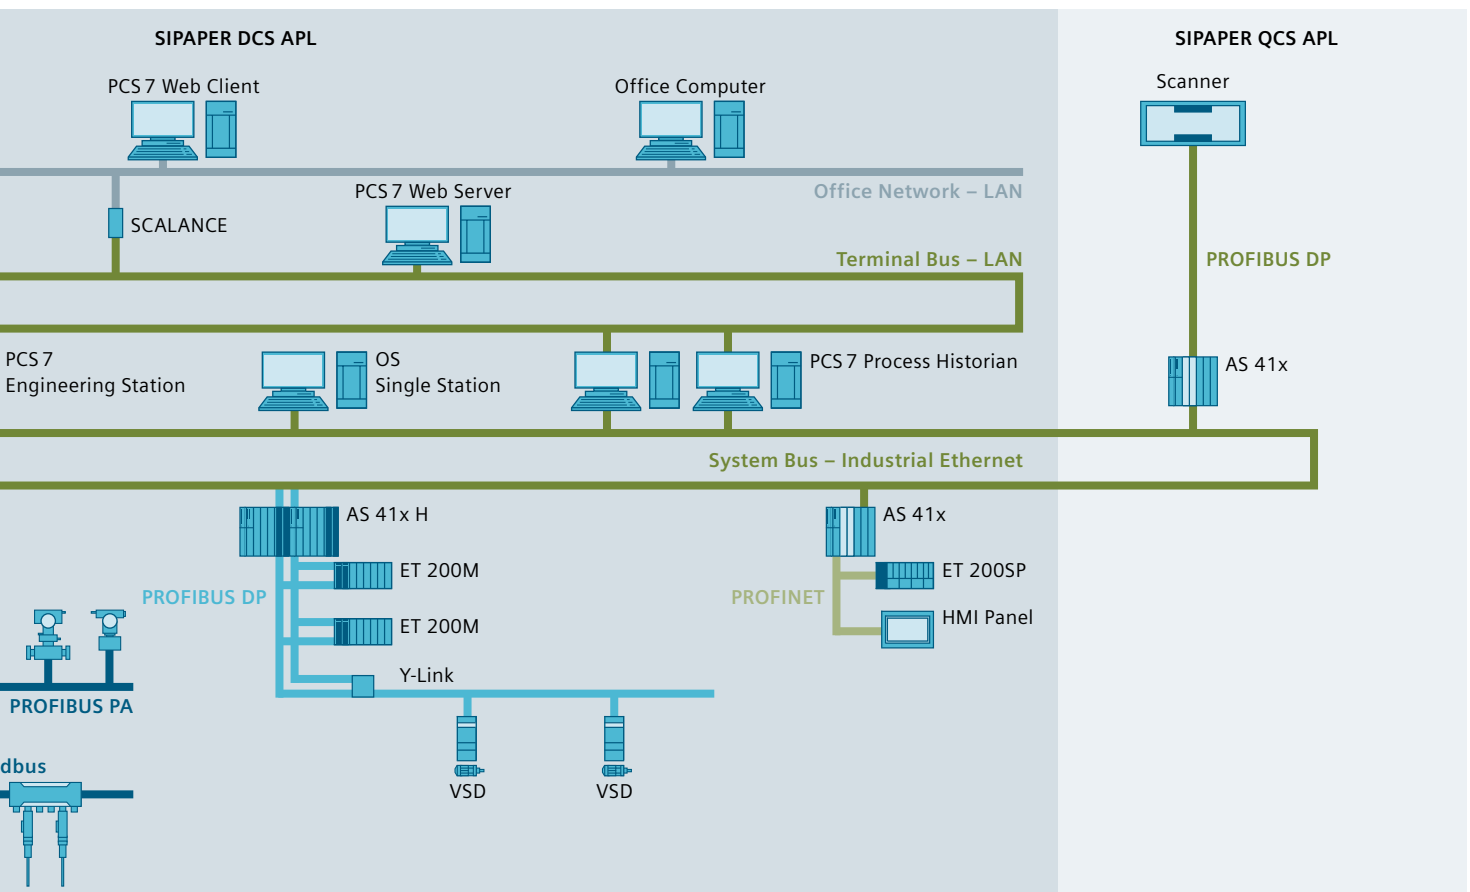 SIPAPER DCS APL
SIPAPER QCS APL
PCS 7 Web Client
Office Computer
Scanner
PCS 7 Web Server
Office Network – LAN
SCALANCE
Terminal Bus – LAN
PROFIBUS DP
PCS 7
Engineering Station
OS
Single Station
PCS 7 Process Historian
AS 41x
System Bus – Industrial Ethernet
AS 41x H
AS 41x
ET 200M
ET 200SP
PROFIBUS DP
PROFINET
HMI Panel
ET 200M
Y-Link
PROFIBUS PA
dbus
VSD
VSD